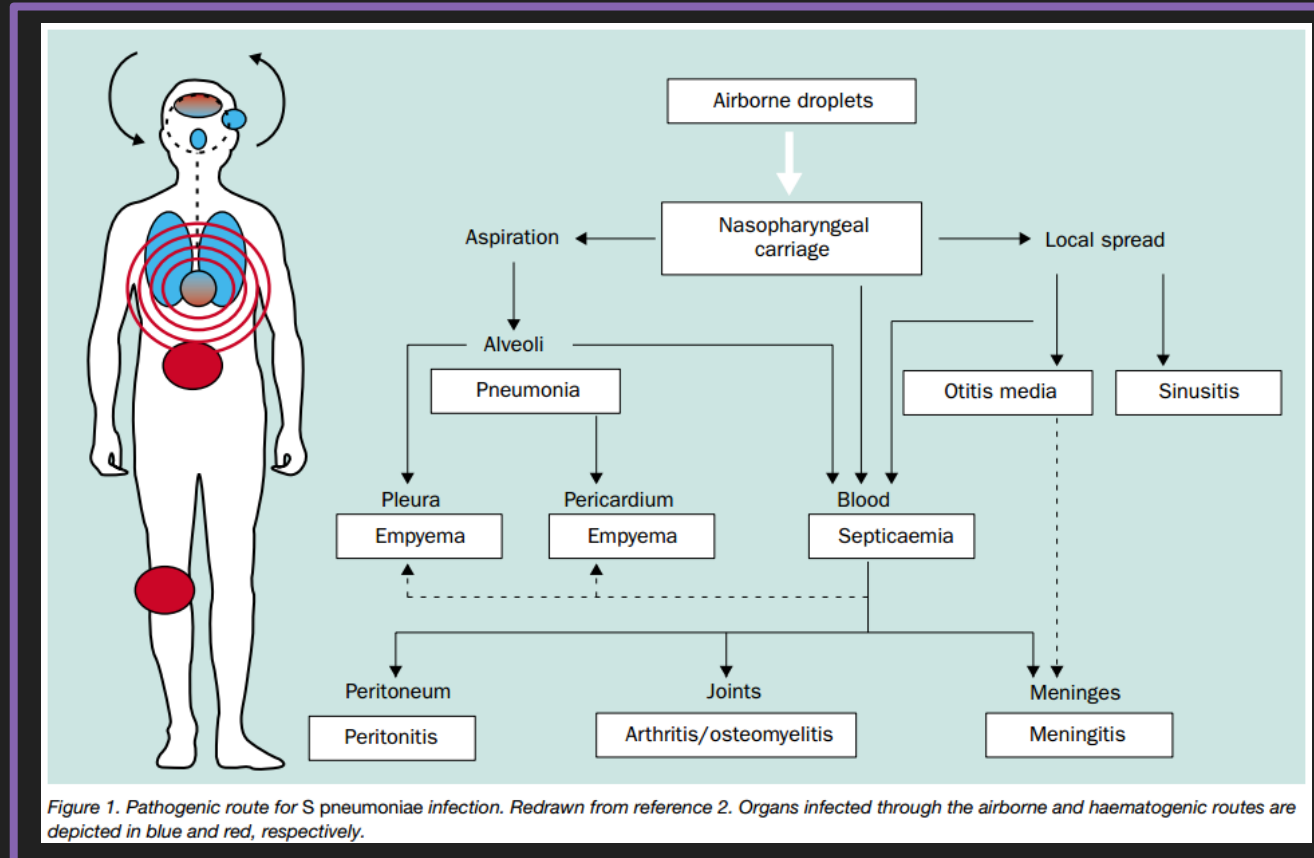 Airborne droplets
Nasopharyngeal
carriage
Aspiration
Local spread
Alveoli
Pneumonia
Otitis media
Sinusitis
Pleura
Empyema
Pericardium
Empyema
Blood
Septicaemia
Peritoneum
Peritonitis
Joints
Arthritis/osteomyelitis
Meninges
Meningitis
Figure 1. Pathogenic route for S pneumoniae infection. Redrawn from reference 2. Organs infected through the airborne and haematogenic routes are
depicted in blue and red, respectively.